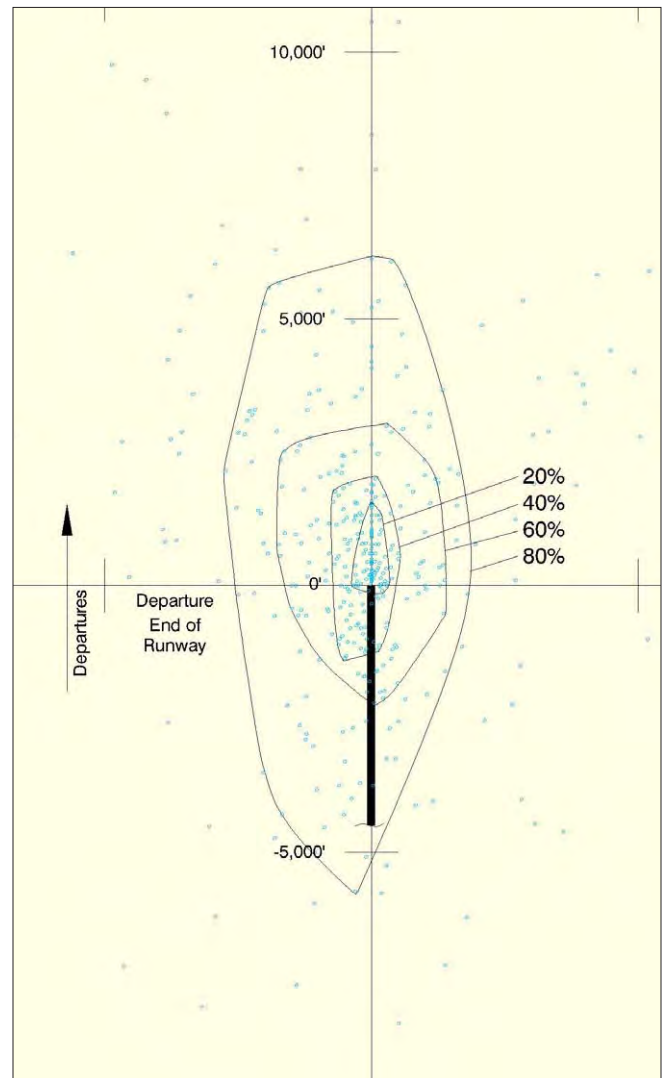 10,000'
5,000'
20%
40%
60%
80%
0'
Departure
End of
Runway
Departures
-5,000'